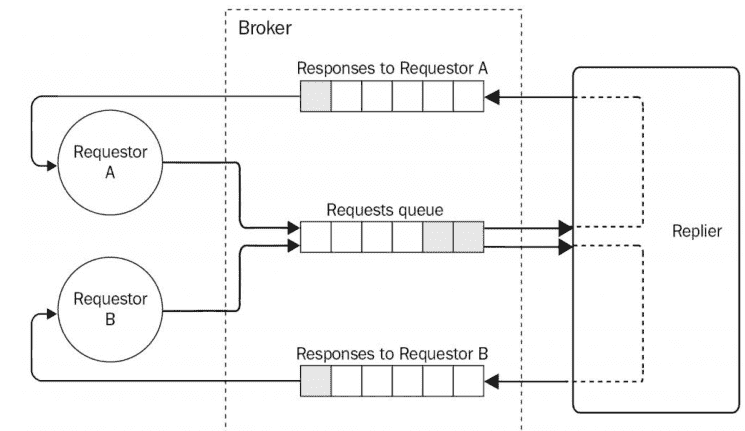 Broker
Responses to Requestor A
Requestor
A
Requests queue
Replier
Requestor
B
Responses to Requestor B